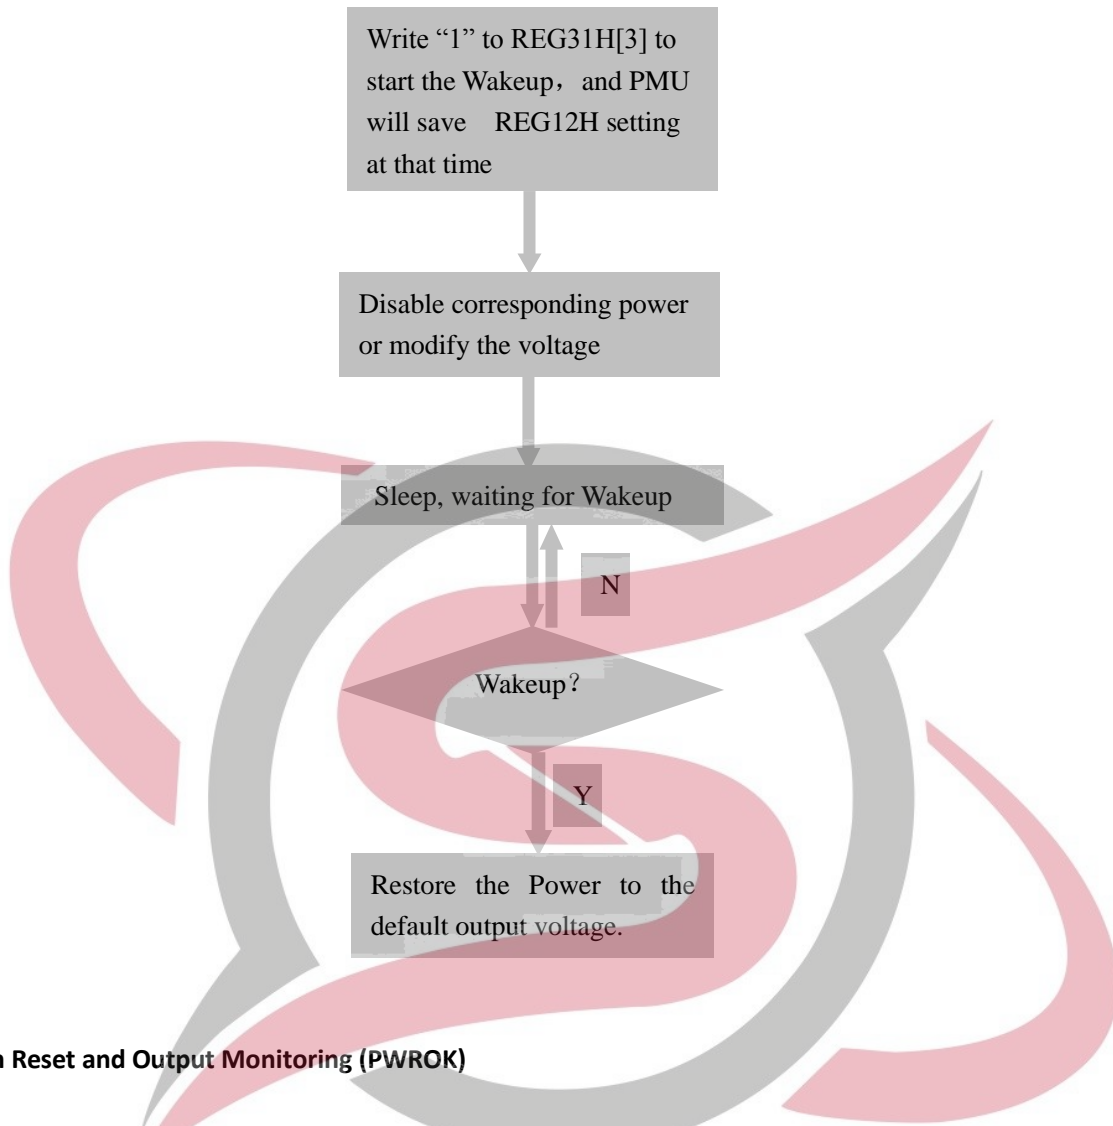 Write “1” to REG31H[3] to
start the Wakeup，and PMU
will save REG12H setting
at that time
Disable corresponding power
or modify the voltage
Sleep, waiting for Wakeup
N
Wakeup？
Y
Restore the Power to the
default output voltage.
Reset and Output Monitoring (PWROK)